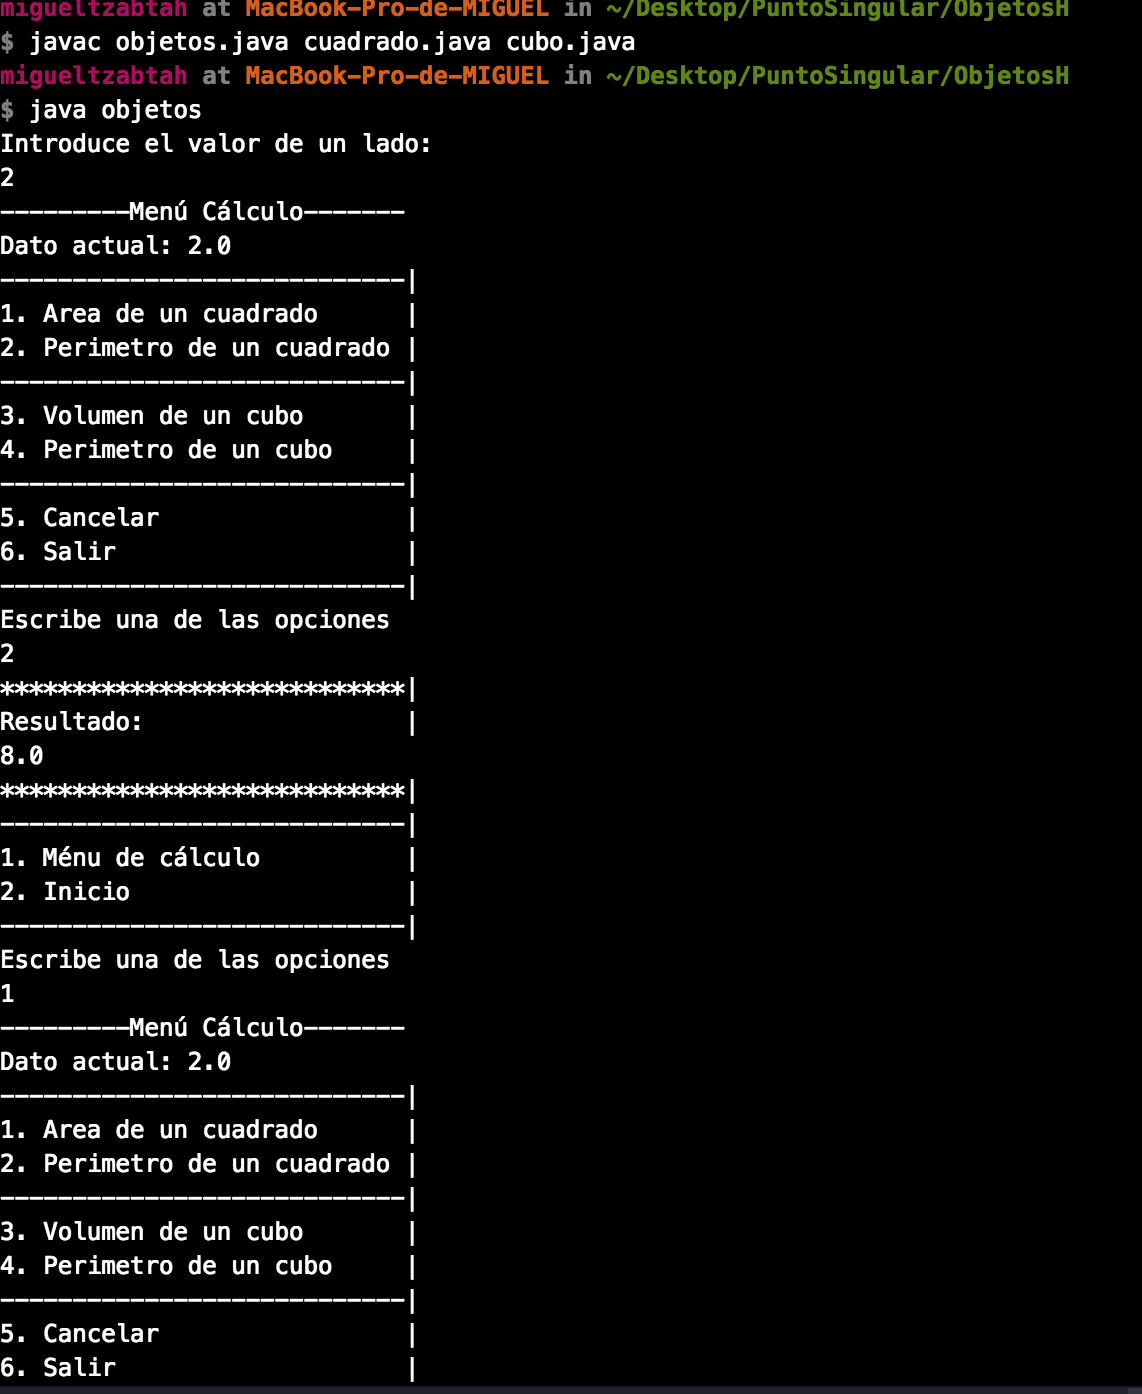 migueltzabtah at MacBook-Pro-de-MIGUEL in ~/Desktop/PuntoSingular/ObjetosH
$ javac objetos.java cuadrado.java cubo.java
migueltzabtah at MacBook-Pro-de-MIGUEL in ~/Desktop/PuntoSingular/ObjetosH
$ java objetos
Introduce el valor de un lado:
2
---------Menú Cálculo-------
Dato actual: 2.0
----------------------------|
1. Area de un cuadrado      |
2. Perimetro de un cuadrado |
----------------------------|
3. Volumen de un cubo       |
4. Perimetro de un cubo     |
----------------------------|
5. Cancelar                 |
6. Salir                    |
----------------------------|
Escribe una de las opciones
2
****************************|
Resultado:                  |
8.0
****************************|
----------------------------|
1. Ménu de cálculo          |
2. Inicio                   |
----------------------------|
Escribe una de las opciones
1
---------Menú Cálculo-------
Dato actual: 2.0
----------------------------|
1. Area de un cuadrado      |
2. Perimetro de un cuadrado |
----------------------------|
3. Volumen de un cubo       |
4. Perimetro de un cubo     |
----------------------------|
5. Cancelar                 |
6. Salir                    |